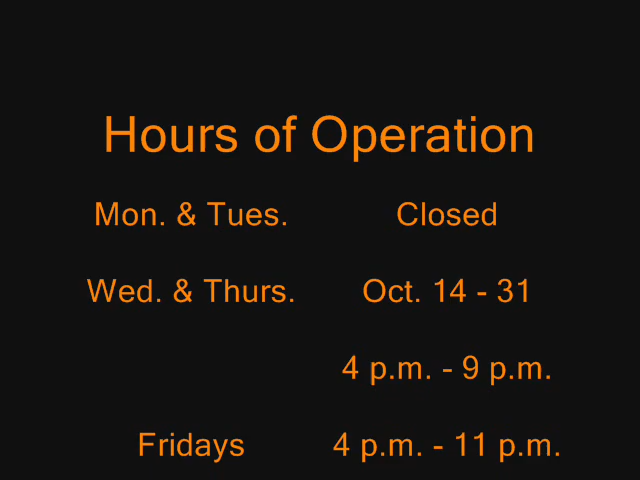 Hours of Operation
Mon. & Tues. Closed
Wed. & Thurs. Oct. 14 - 31
4 p.m. - 9 p.m.
Fridays 4 p.m. - 11 p.m.